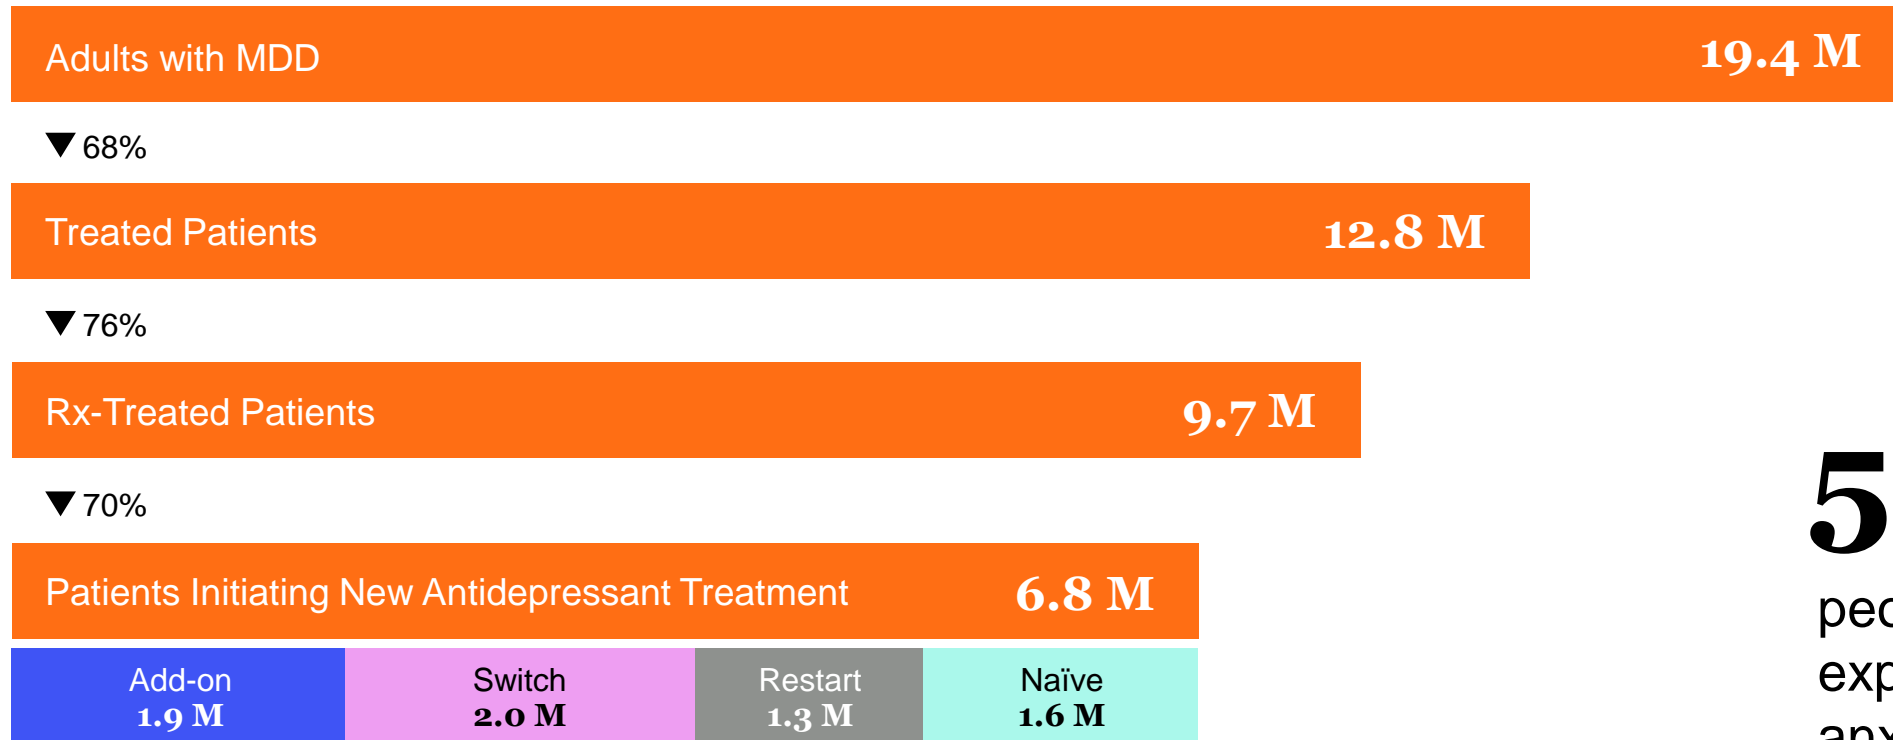 Adults with MDD 19.4 M
▼ 68%
Treated Patients 12.8 M
▼ 76%
Rx-Treated Patients 9.7 M
▼ 70%
Patients Initiating New Antidepressant Treatment 6.8 M
Add-on Switch Restart Naïve
1.9 M 2.0 M 1.3 M 1.6 M
5